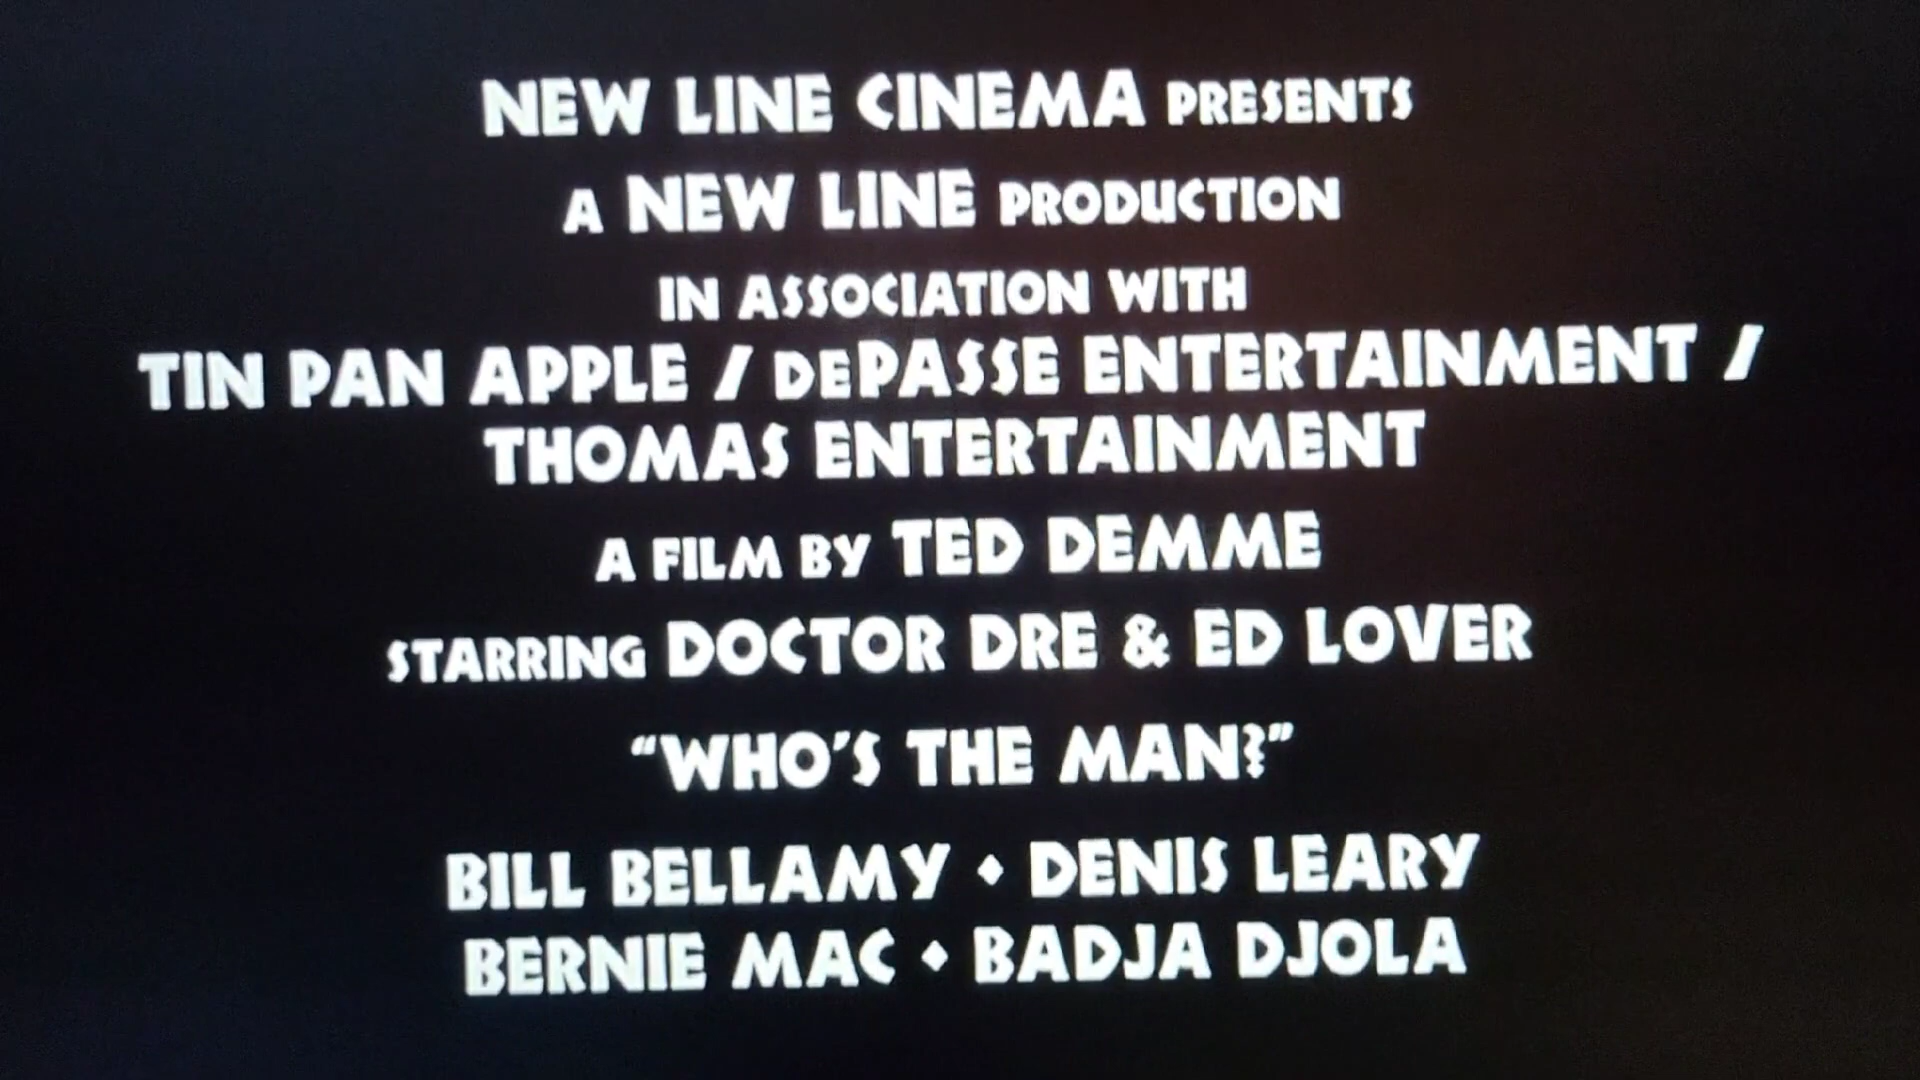 NEW LINE CINEMA PRESENTS
A NEW LINE PRODUCTION
IN ASSOCIATION WITH
TIN PAN APPLE / DEPASSE ENTERTAINMENT /
THOMAS ENTERTAINMENT
A FILM BY TED DEMME
STARRING DOCTOR DRE & ED LOVER
“WHO’S THE MAN?”
BILL BELLAMY • DENIS LEARY
BERNIE MAC • BADJA DJOLA